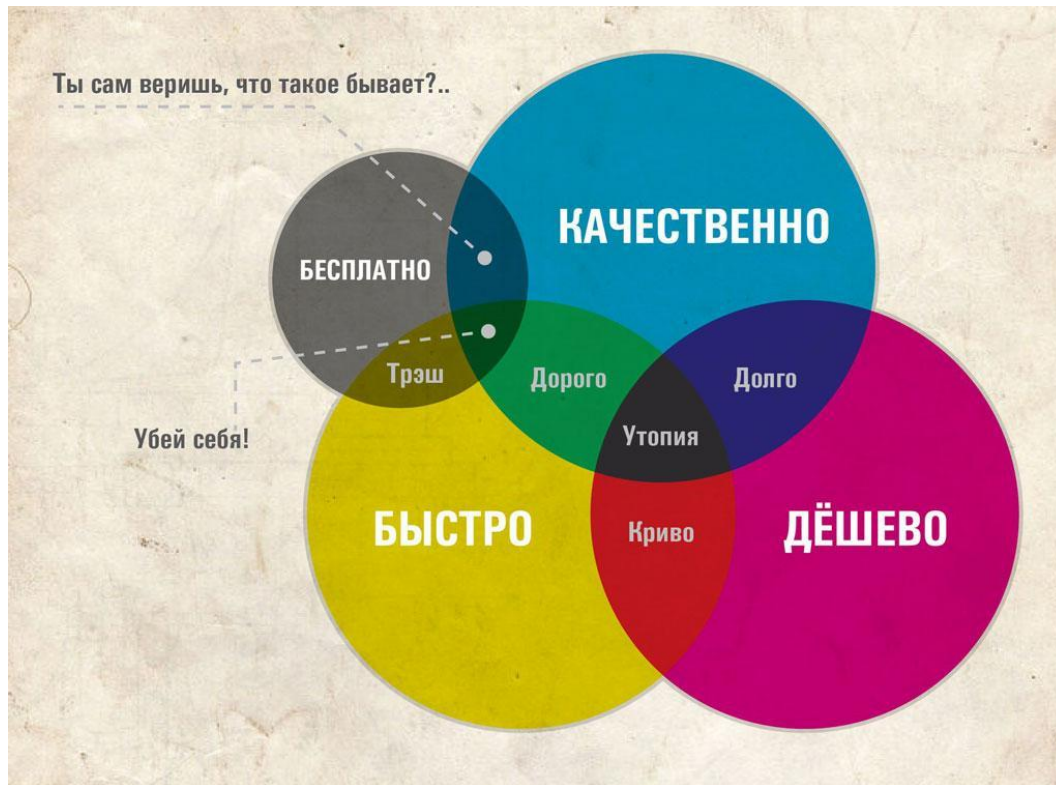 Ты сам веришь, что такое бывает?..
КАЧЕСТВЕННО
БЕСПЛАТНО
Трэш
Дорого
Долго
Убей себя!
Утопия
БЫСТРО
Криво
ДЁШЕВО